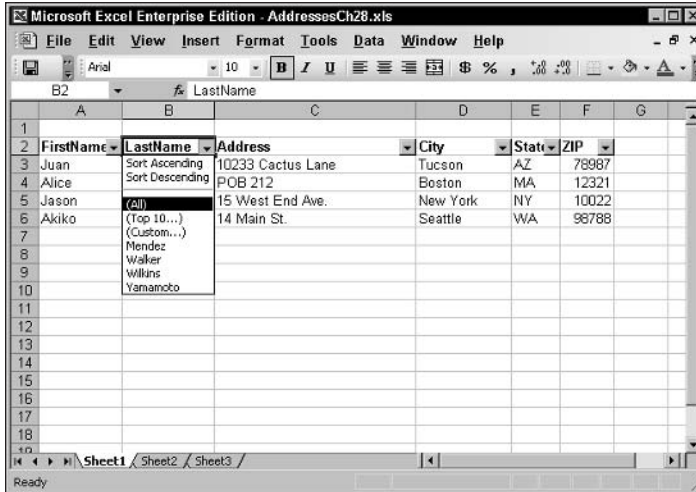 Microsoft Excel Enterprise Edition - AddressesCh28.xls
File Edit View Insert Format Tools Data Window Help
Arial 10 B I U $ % ,
B2 fx LastName
A B C D E F G
1
2 FirstName LastName Address City State ZIP
3 Juan Sort Ascending 10233 Cactus Lane Tucson AZ 78987
Sort Descending
4 Alice POB 212 Boston MA 12321
5 Jason (All) 15 West End Ave. New York NY 10022
6 Akiko (Top 10...) 14 Main St. Seattle WA 98788
(Custom...)
7 Mendez
8 Walker
9 Wilkins
10 Yamamoto
11
12
13
14
15
16
17
18
19
Sheet1 Sheet2 Sheet3
Ready